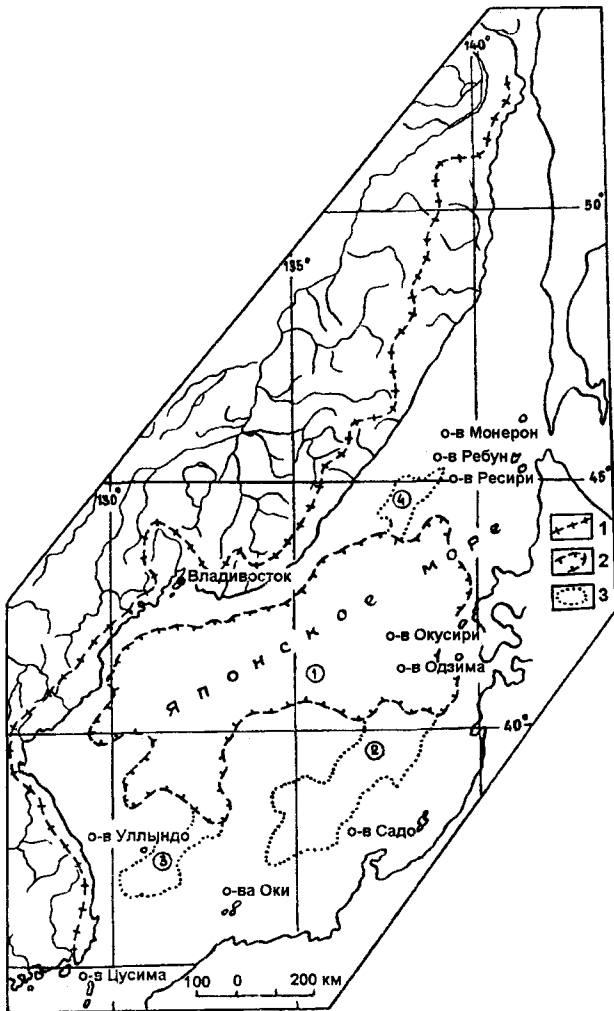 140°
50°
135°
о-в Монерон
о-в Ребун
45°
130°
о-в Ресири
4
1
Владивосток
2
3
Японское море
о-в Окусири
о-в Одзима
1
40°
2
о-в Садо
о-в Уллындо
3
о-ва Оки
о-в Цусима
100 0 200 км